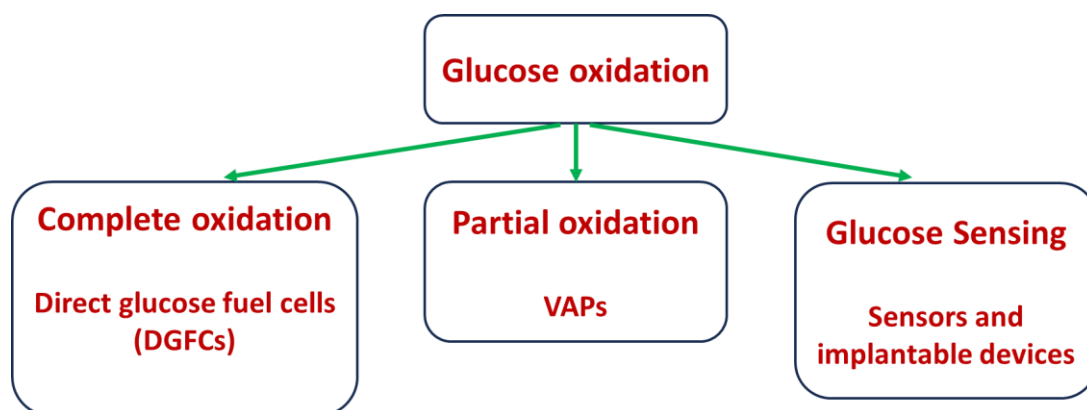 Glucose oxidation
Complete oxidation
Direct glucose fuel cells
(DGFCs)
Partial oxidation
VAPs
Glucose Sensing
Sensors and
implantable devices